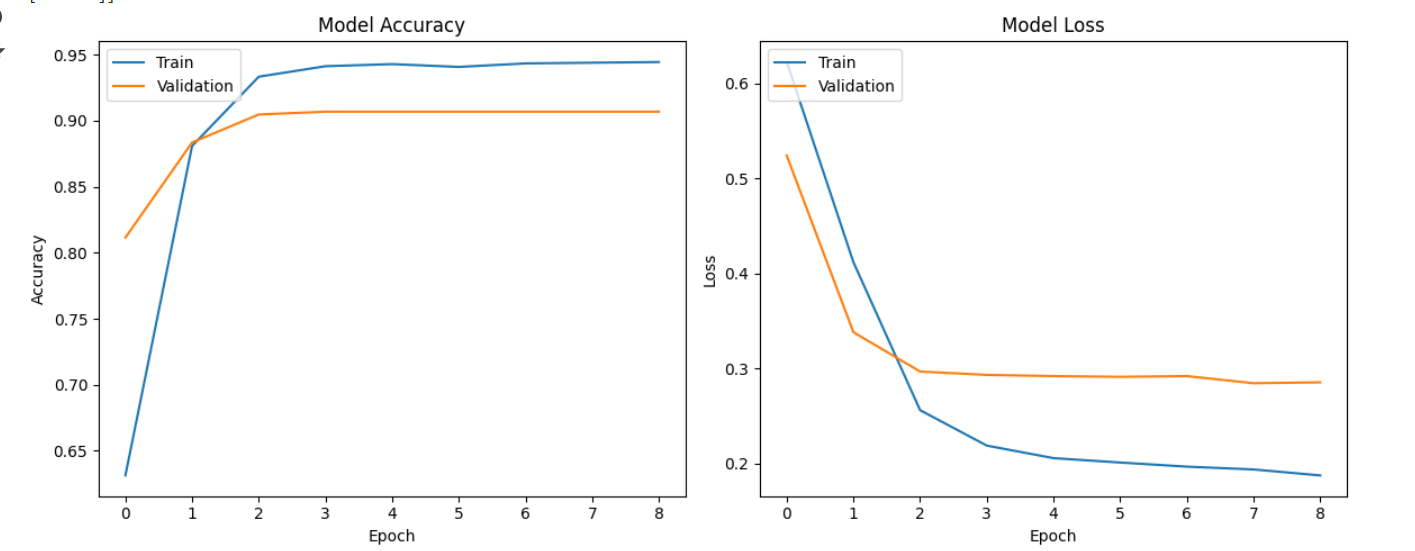 Model Accuracy
Train
Validation
0.95
0.90
0.85
0.80
0.75
0.70
0.65
Accuracy
0 1 2 3 4 5 6 7 8
Epoch
Model Loss
Train
Validation
0.6
0.5
0.4
0.3
0.2
Loss
0 1 2 3 4 5 6 7 8
Epoch